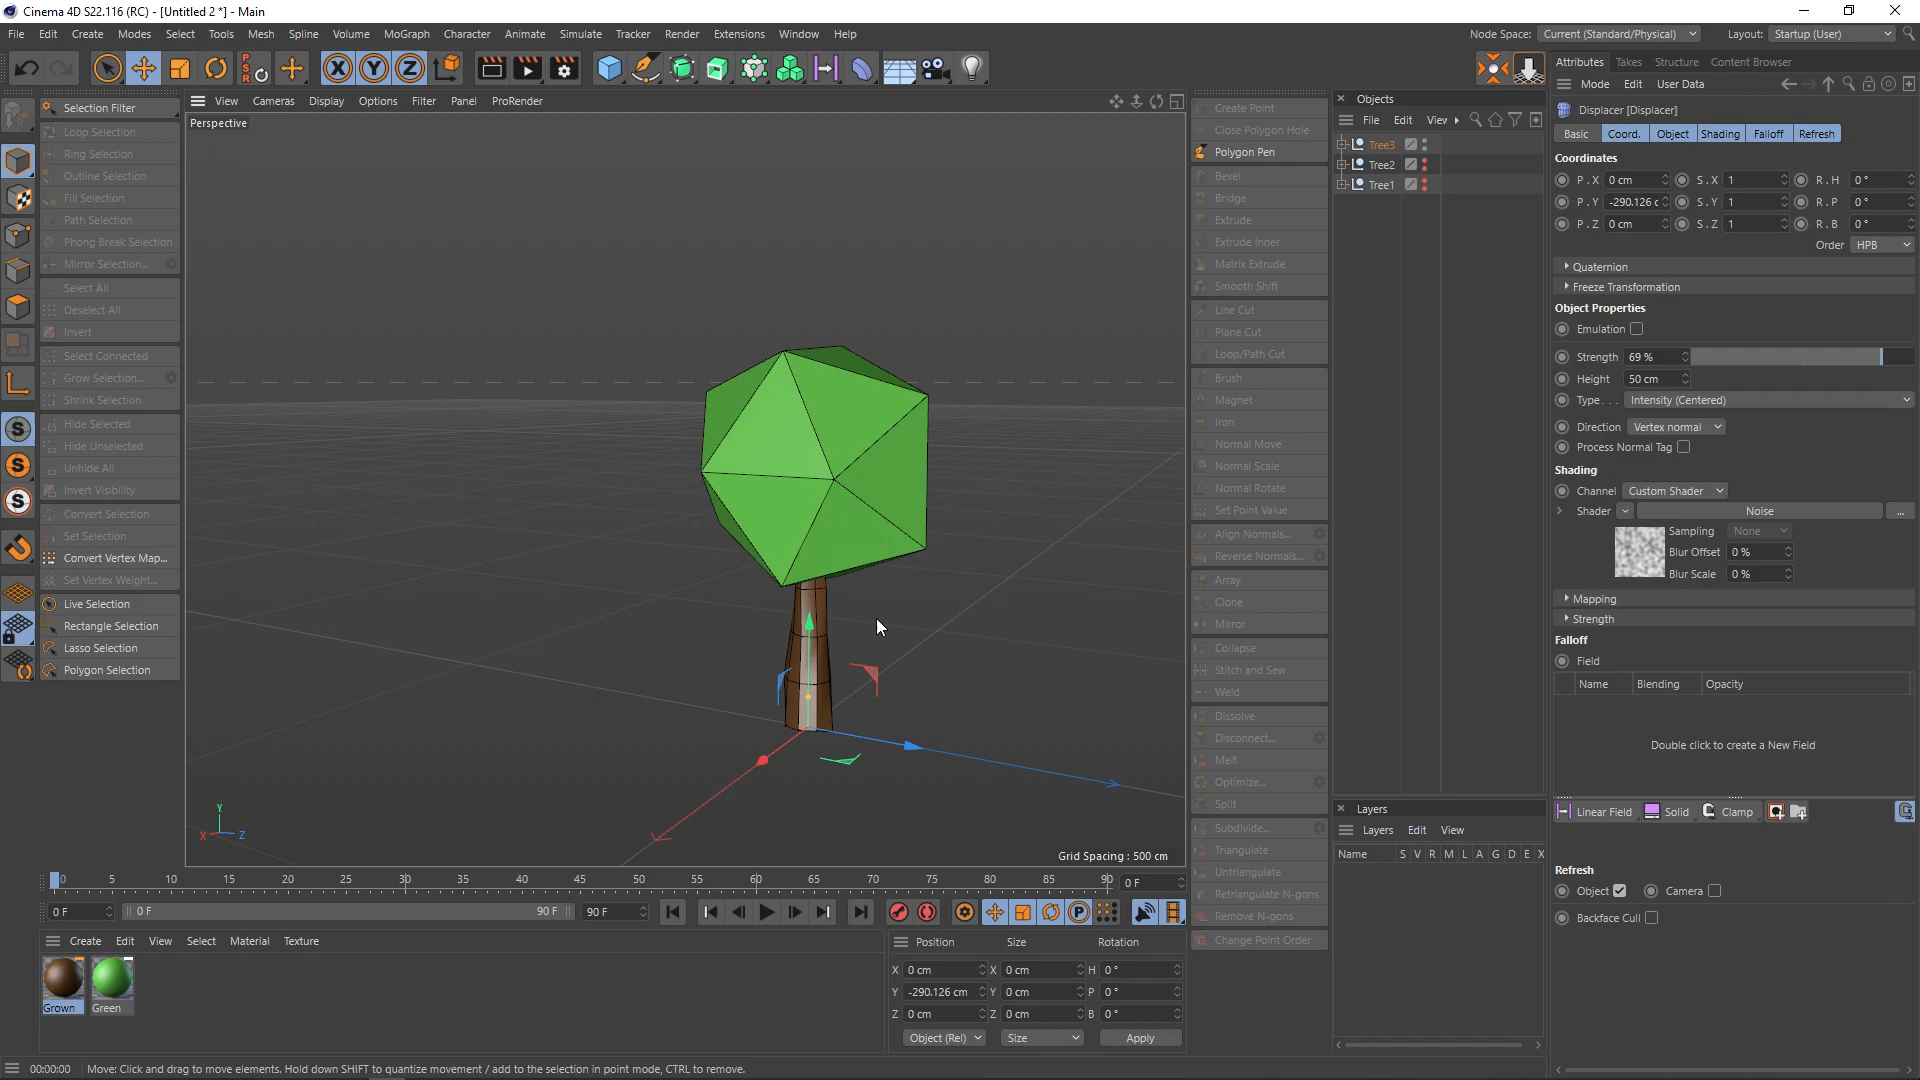 Cinema 4D S22.116 (RC) - [Untitled 2 *] - Main
File Edit Create Modes Select Tools Mesh Spline Volume MoGraph Character Animate Simulate Tracker Render Extensions Window Help
Node Space: Current (Standard/Physical) Layout: Startup (User)
P S R
X Y Z
Selection Filter
Loop Selection
Ring Selection
Outline Selection
Fill Selection
Path Selection
Phong Break Selection
Mirror Selection...
Select All
Deselect All
Invert
Select Connected
Grow Selection...
Shrink Selection
Hide Selected
Hide Unselected
Unhide All
Invert Visibility
Convert Selection
Set Selection
Convert Vertex Map...
Set Vertex Weight...
Live Selection
Rectangle Selection
Lasso Selection
Polygon Selection
S
S
S
View Cameras Display Options Filter Panel ProRender
Perspective
Y
X Z
Grid Spacing : 500 cm
Create Point
Close Polygon Hole
Polygon Pen
Bevel
Bridge
Extrude
Extrude Inner
Matrix Extrude
Smooth Shift
Line Cut
Plane Cut
Loop/Path Cut
Brush
Magnet
Iron
Normal Move
Normal Scale
Normal Rotate
Set Point Value
Align Normals...
Reverse Normals...
Array
Clone
Mirror
Collapse
Stitch and Sew
Weld
Dissolve
Disconnect...
Melt
Optimize...
Split
Subdivide...
Triangulate
Untriangulate
Retriangulate N-gons
Remove N-gons
Change Point Order
Objects
File Edit View
Tree3
Tree2
Tree1
Layers
Layers Edit View
Name S V R M L A G D E X
Attributes Takes Structure Content Browser
Mode Edit User Data
Displacer [Displacer]
Basic Coord. Object Shading Falloff Refresh
Coordinates
P . X 0 cm S . X 1 R . H 0 °
P . Y -290.126 c S . Y 1 R . P 0 °
P . Z 0 cm S . Z 1 R . B 0 °
Order HPB
Quaternion
Freeze Transformation
Object Properties
Emulation
Strength 69 %
Height 50 cm
Type . . . Intensity (Centered)
Direction Vertex normal
Process Normal Tag
Shading
Channel Custom Shader
Shader Noise ...
Sampling None
Blur Offset 0 %
Blur Scale 0 %
Mapping
Strength
Falloff
Field
Name Blending Opacity
Double click to create a New Field
Linear Field Solid Clamp
Refresh
Object Camera
Backface Cull
0 5 10 15 20 25 30 35 40 45 50 55 60 65 70 75 80 85 90 0 F
0 F 0 F 90 F 90 F
P
Create Edit View Select Material Texture
Grown Green
Position Size Rotation
X 0 cm X 0 cm H 0 °
Y -290.126 cm Y 0 cm P 0 °
Z 0 cm Z 0 cm B 0 °
Object (Rel) Size Apply
00:00:00 Move: Click and drag to move elements. Hold down SHIFT to quantize movement / add to the selection in point mode, CTRL to remove.